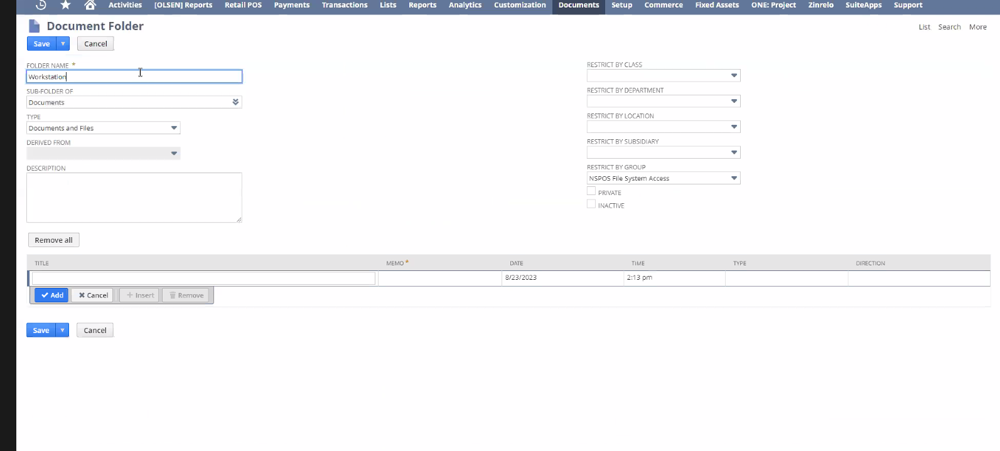 Activities [OLSEN] Reports Retail POS Payments Transactions Lists Reports Analytics Customization Documents Setup Commerce Fixed Assets ONE: Project Zinrelo SuiteApps Support
Document Folder
List Search More
Save Cancel
FOLDER NAME *
Workstation
SUB-FOLDER OF
Documents
TYPE
Documents and Files
DERIVED FROM
DESCRIPTION
RESTRICT BY CLASS
RESTRICT BY DEPARTMENT
RESTRICT BY LOCATION
RESTRICT BY SUBSIDIARY
RESTRICT BY GROUP
NSPOS File System Access
PRIVATE
INACTIVE
Remove all
TITLE MEMO * DATE TIME TYPE DIRECTION
8/23/2023 2:13 pm
Add Cancel Insert Remove
Save Cancel